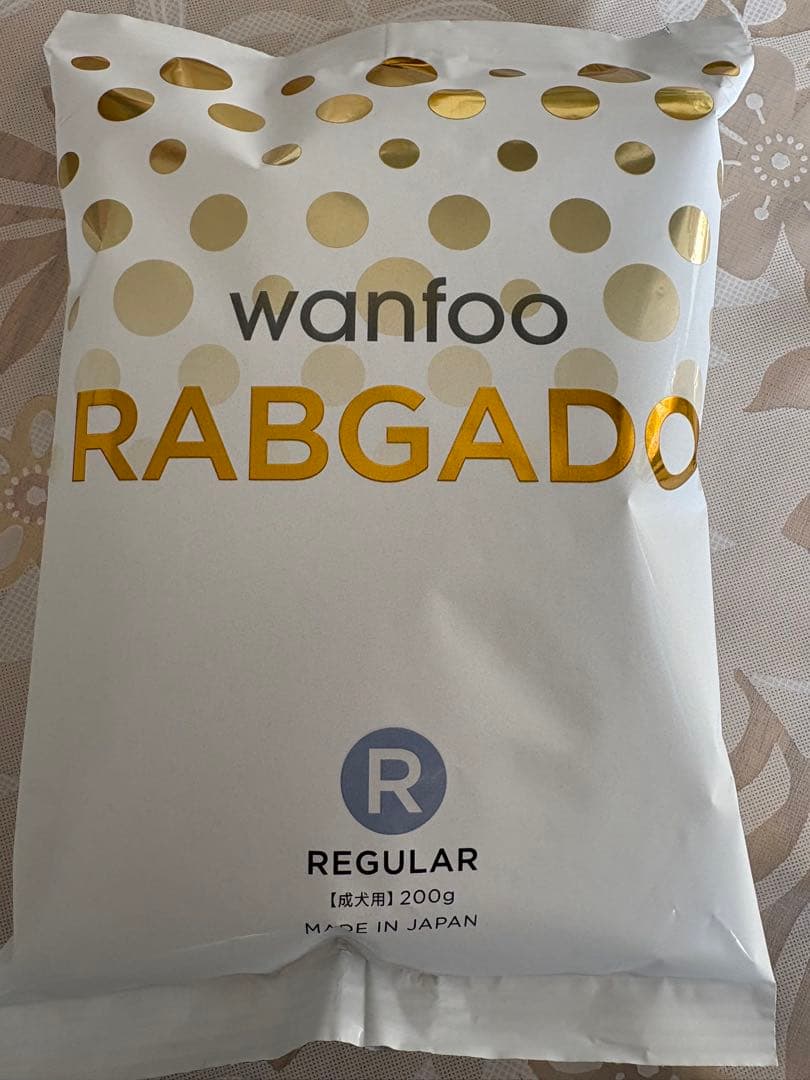 wanfoo
RABGADO
R
REGULAR
【成犬用】200g
MADE IN JAPAN